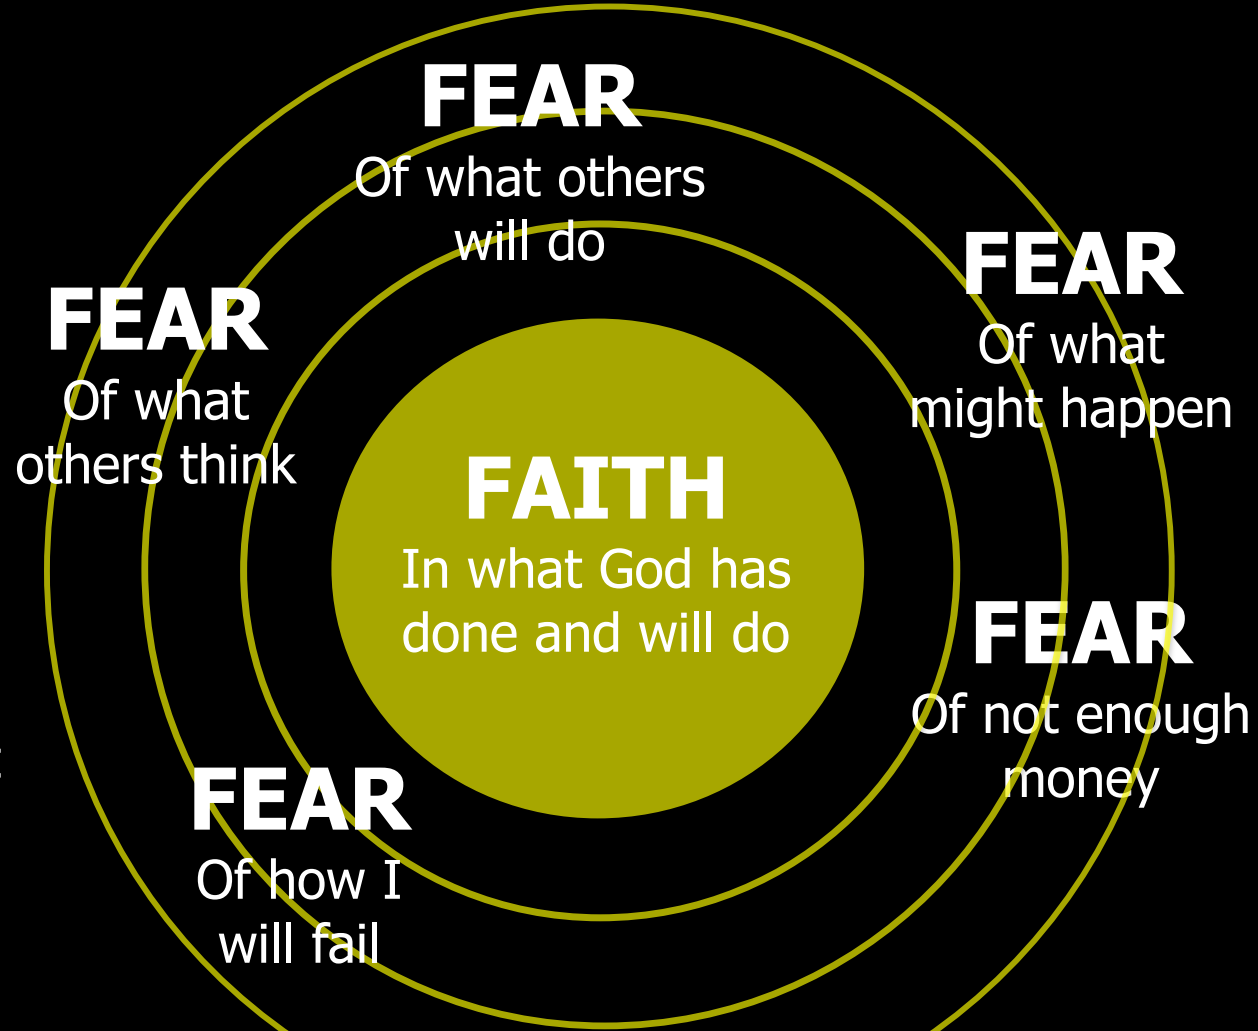 FEAR
Of what others
will do
FEAR
Of what
might happen
FEAR
Of what
others think
FAITH
In what God has
done and will do
FEAR
Of not enough
money
FEAR
Of how I
will fail